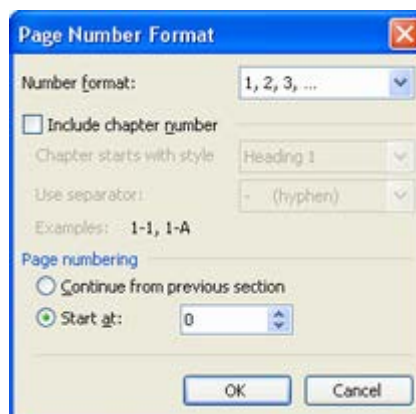 Page Number Format
Number format: 1, 2, 3, ...
Include chapter number
Chapter starts with style Heading 1
Use separator: - (hyphen)
Examples: 1-1, 1-A
Page numbering
Continue from previous section
Start at: 0
OK Cancel